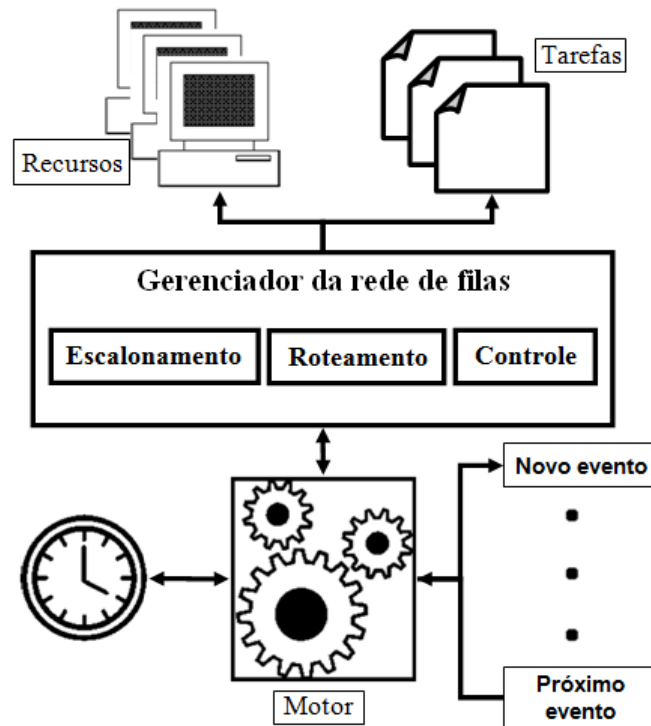 Tarefas
Recursos
Gerenciador da rede de filas
Escalonamento
Roteamento
Controle
Novo evento
Motor
Próximo
evento